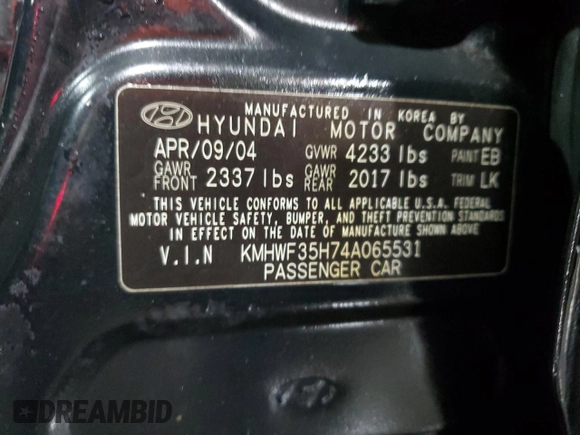 MANUFACTURED IN KOREA BY
HYUNDAI MOTOR COMPANY
APR/09/04 GVWR 4233 lbs PAINT EB
GAWR FRONT 2337 lbs GAWR REAR 2017 lbs TRIM LK
THIS VEHICLE CONFORMS TO ALL APPLICABLE U.S.A. FEDERAL
MOTOR VEHICLE SAFETY, BUMPER, AND THEFT PREVENTION STANDARDS
IN EFFECT ON THE DATE OF MANUFACTURE SHOWN ABOVE.
V.I.N KMHWF35H74A065531
PASSENGER CAR
DREAMBID